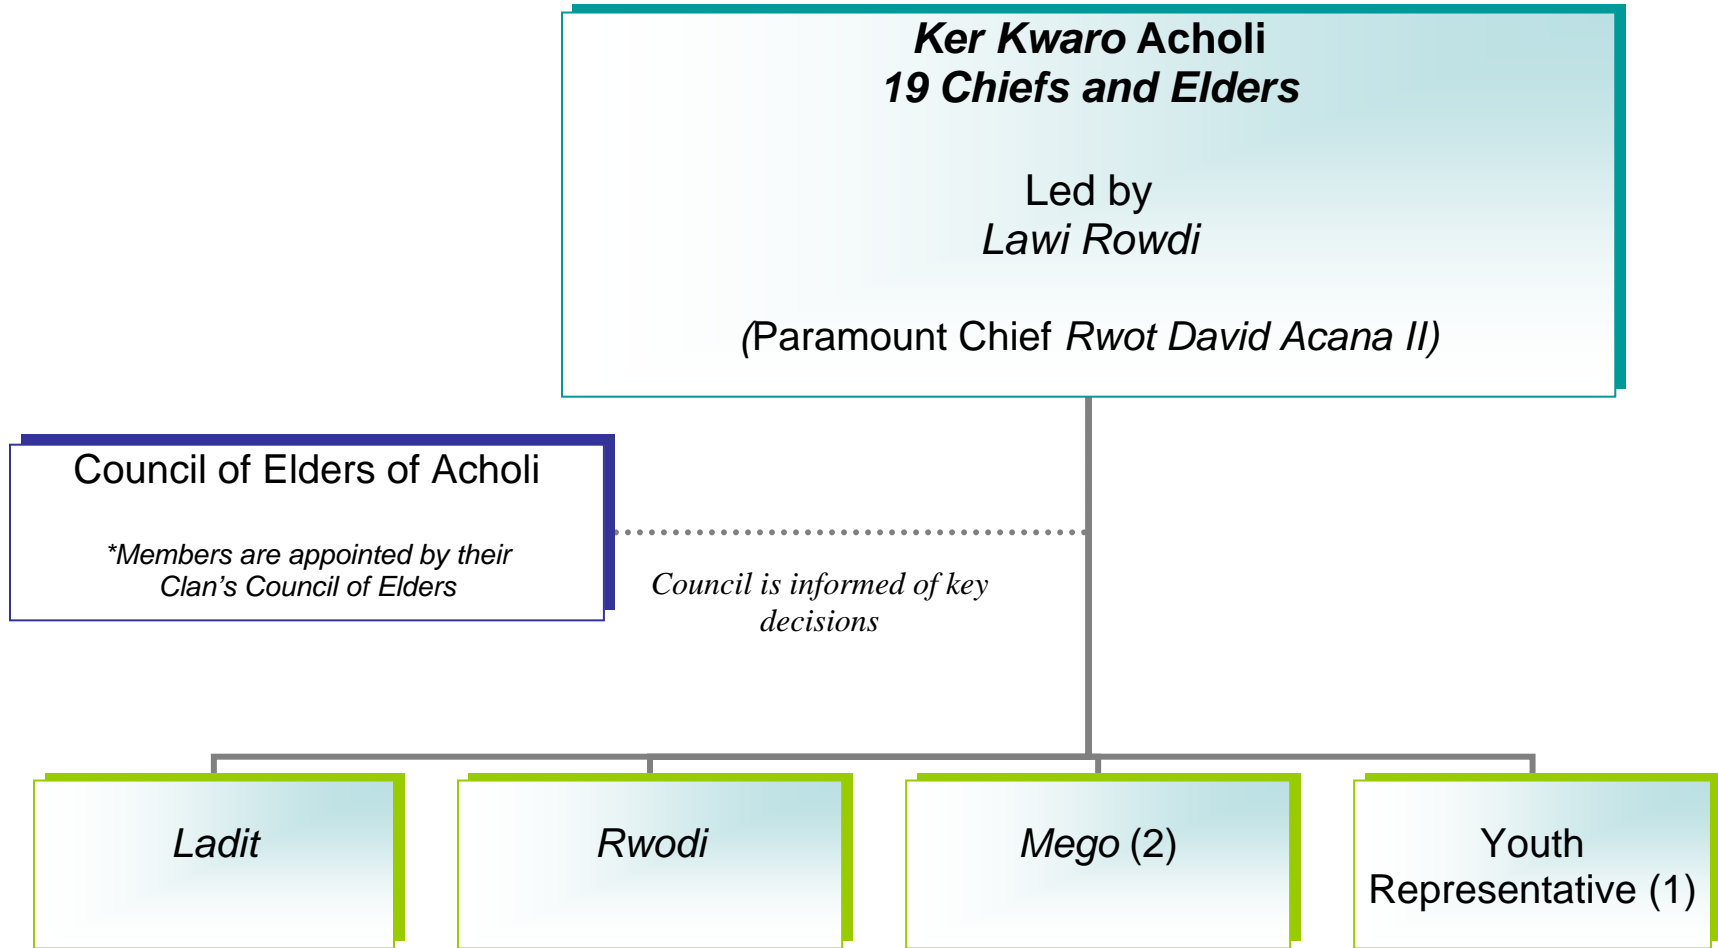 Ker Kwaro Acholi
19 Chiefs and Elders
Led by
Lawi Rowdi
(Paramount Chief Rwot David Acana II)
Council of Elders of Acholi
*Members are appointed by their
Clan’s Council of Elders
Council is informed of key
decisions
Ladit
Rwodi
Mego (2)
Youth
Representative (1)